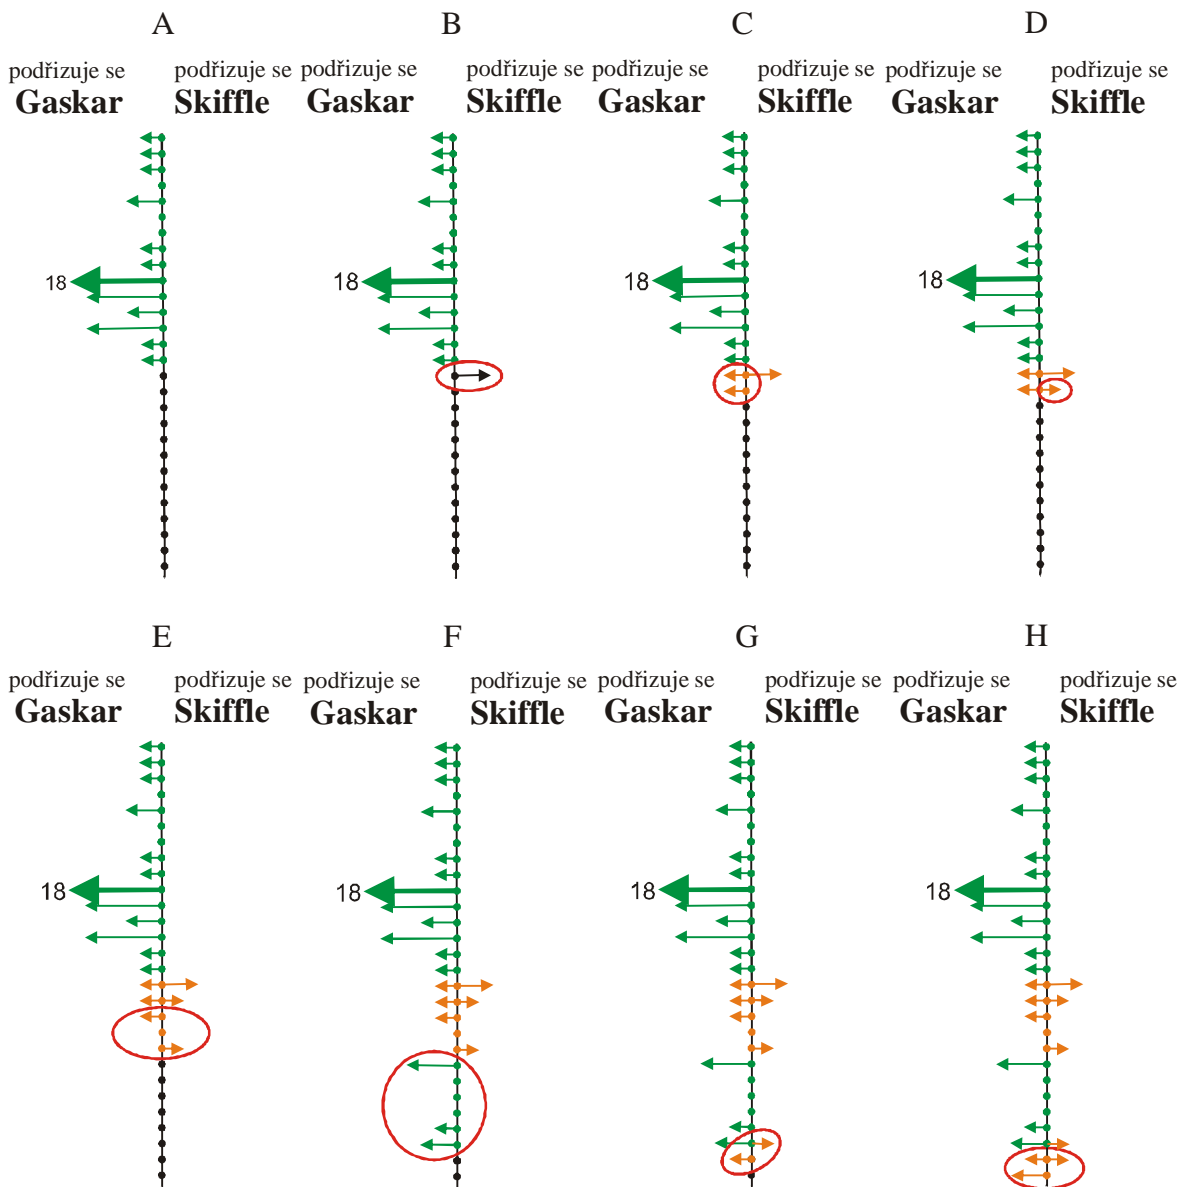 A B C D
podřizuje se podřizuje se podřizuje se podřizuje se podřizuje se podřizuje se podřizuje se podřizuje se
Gaskar Skiffle Gaskar Skiffle Gaskar Skiffle Gaskar Skiffle
18 18 18 18
E F G H
podřizuje se podřizuje se podřizuje se podřizuje se podřizuje se podřizuje se podřizuje se podřizuje se
Gaskar Skiffle Gaskar Skiffle Gaskar Skiffle Gaskar Skiffle
18 18 18 18